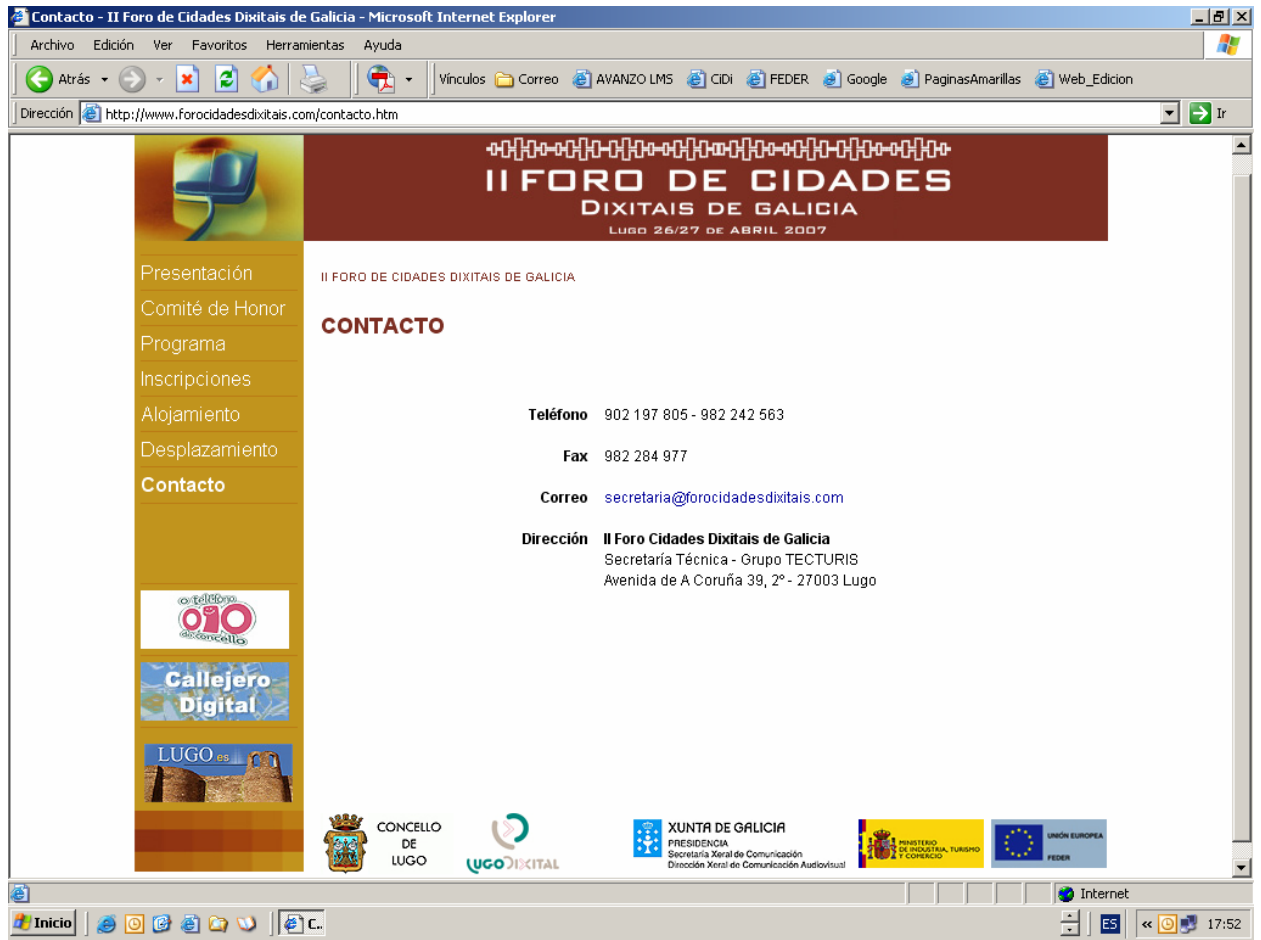 Contacto - II Foro de Cidades Dixitais de Galicia - Microsoft Internet Explorer
Archivo Edición Ver Favoritos Herramientas Ayuda
Atrás Vínculos Correo AVANZO LMS CiDi FEDER Google PaginasAmarillas Web_Edicion
Dirección http://www.forocidadesdixitais.com/contacto.htm Ir
II FORO DE CIDADES
DIXITAIS DE GALICIA
LUGO 26/27 DE ABRIL 2007
Presentación
Comité de Honor
Programa
Inscripciones
Alojamiento
Desplazamiento
Contacto
o teléfono
010
do concello
Callejero
Digital
LUGO es
II FORO DE CIDADES DIXITAIS DE GALICIA
CONTACTO
Teléfono 902 197 805 - 982 242 563
Fax 982 284 977
Correo secretaria@forocidadesdixitais.com
Dirección II Foro Cidades Dixitais de Galicia
Secretaría Técnica - Grupo TECTURIS
Avenida de A Coruña 39, 2º - 27003 Lugo
CONCELLO
DE
LUGO
LUGODIXITAL
XUNTA DE GALICIA
PRESIDENCIA
Secretaría Xeral de Comunicación
Dirección Xeral de Comunicación Audiovisual
MINISTERIO
DE INDUSTRIA, TURISMO
Y COMERCIO
UNIÓN EUROPEA
FEDER
Internet
Inicio C.. ES « 17:52